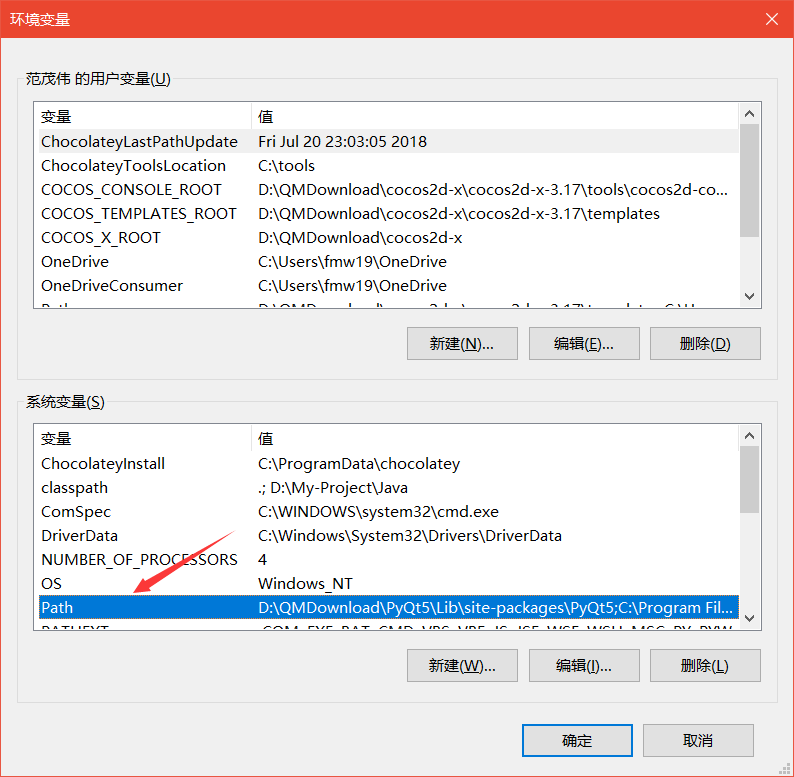 环境变量
范茂伟 的用户变量(U)
变量 值
ChocolateyLastPathUpdate Fri Jul 20 23:03:05 2018
ChocolateyToolsLocation C:\tools
COCOS_CONSOLE_ROOT D:\QMDownload\cocos2d-x\cocos2d-x-3.17\tools\cocos2d-co...
COCOS_TEMPLATES_ROOT D:\QMDownload\cocos2d-x\cocos2d-x-3.17\templates
COCOS_X_ROOT D:\QMDownload\cocos2d-x
OneDrive C:\Users\fmw19\OneDrive
OneDriveConsumer C:\Users\fmw19\OneDrive
新建(N)... 编辑(E)... 删除(D)
系统变量(S)
变量 值
ChocolateyInstall C:\ProgramData\chocolatey
classpath .; D:\My-Project\Java
ComSpec C:\WINDOWS\system32\cmd.exe
DriverData C:\Windows\System32\Drivers\DriverData
NUMBER_OF_PROCESSORS 4
OS Windows_NT
Path D:\QMDownload\PyQt5\Lib\site-packages\PyQt5;C:\Program Fil...
新建(W)... 编辑(I)... 删除(L)
确定 取消